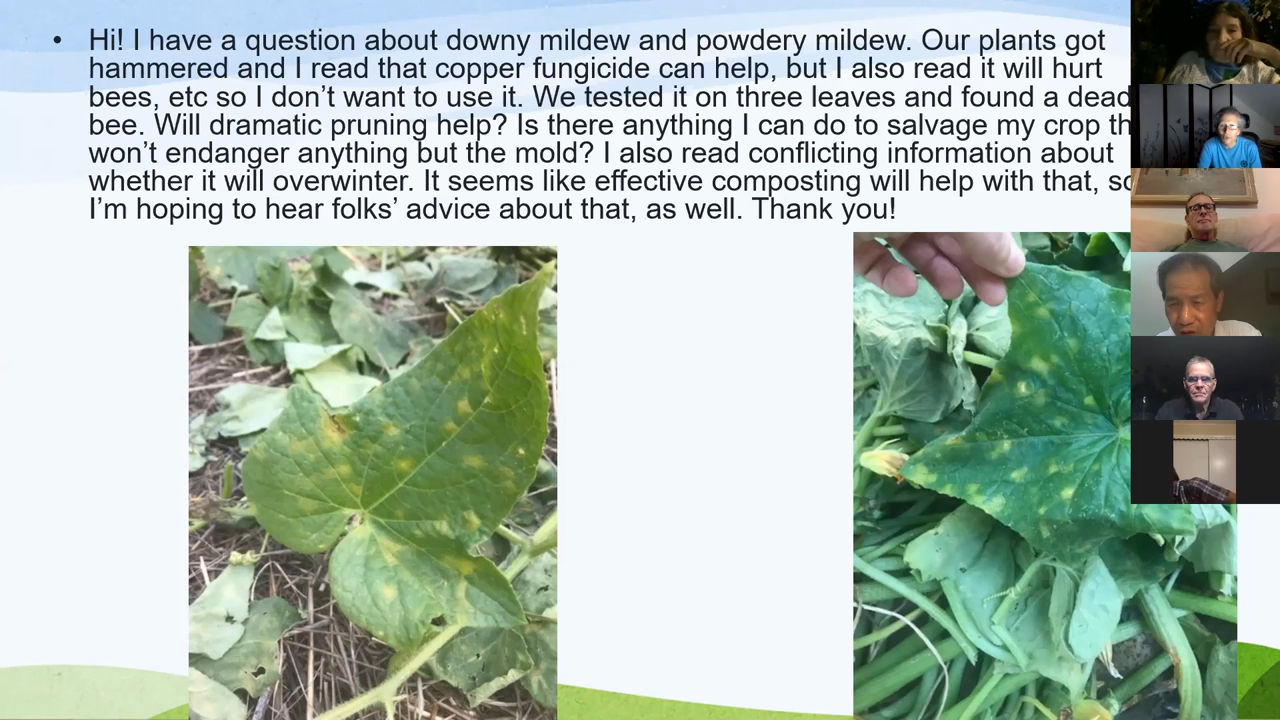 • Hi! I have a question about downy mildew and powdery mildew. Our plants got
hammered and I read that copper fungicide can help, but I also read it will hurt
bees, etc so I don’t want to use it. We tested it on three leaves and found a dead
bee. Will dramatic pruning help? Is there anything I can do to salvage my crop th
won’t endanger anything but the mold? I also read conflicting information about
whether it will overwinter. It seems like effective composting will help with that, so
I’m hoping to hear folks’ advice about that, as well. Thank you!